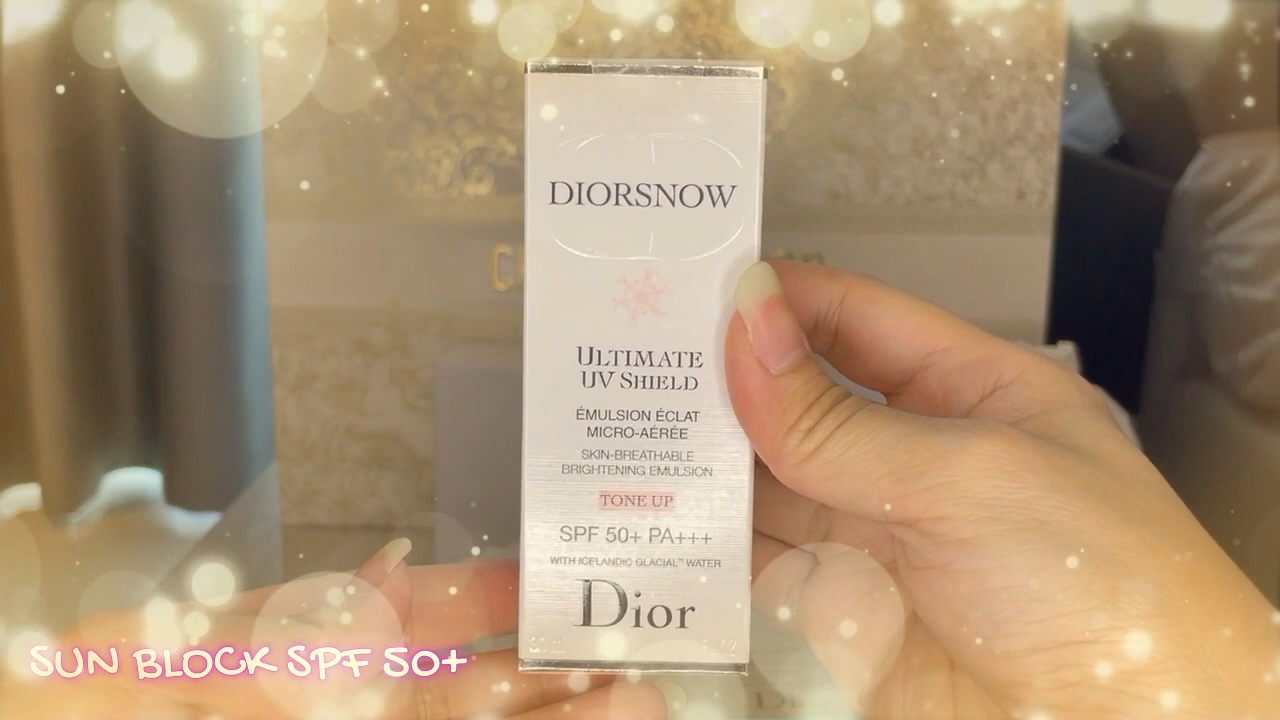 DIORSNOW
ULTIMATE
UV SHIELD
ÉMULSION ÉCLAT
MICRO-AÉRÉE
SKIN-BREATHABLE
BRIGHTENING EMULSION
TONE UP
SPF 50+ PA+++
WITH ICELANDIC GLACIAL™ WATER
Dior
SUN BLOCK SPF 50+